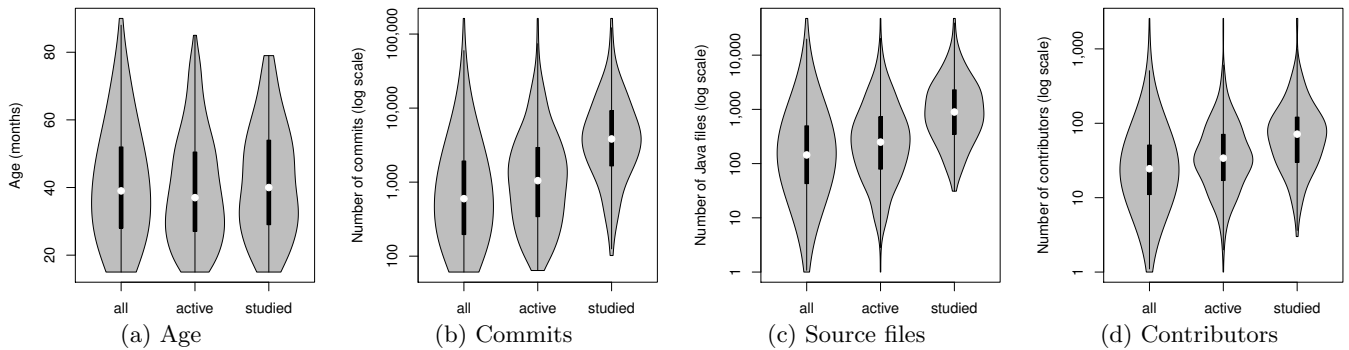 Age (months)
80
60
40
20
all active studied
(a) Age
Number of commits (log scale)
100,000
10,000
1,000
100
all active studied
(b) Commits
Number of Java files (log scale)
10,000
1,000
100
10
1
all active studied
(c) Source files
Number of contributors (log scale)
1,000
100
10
1
all active studied
(d) Contributors